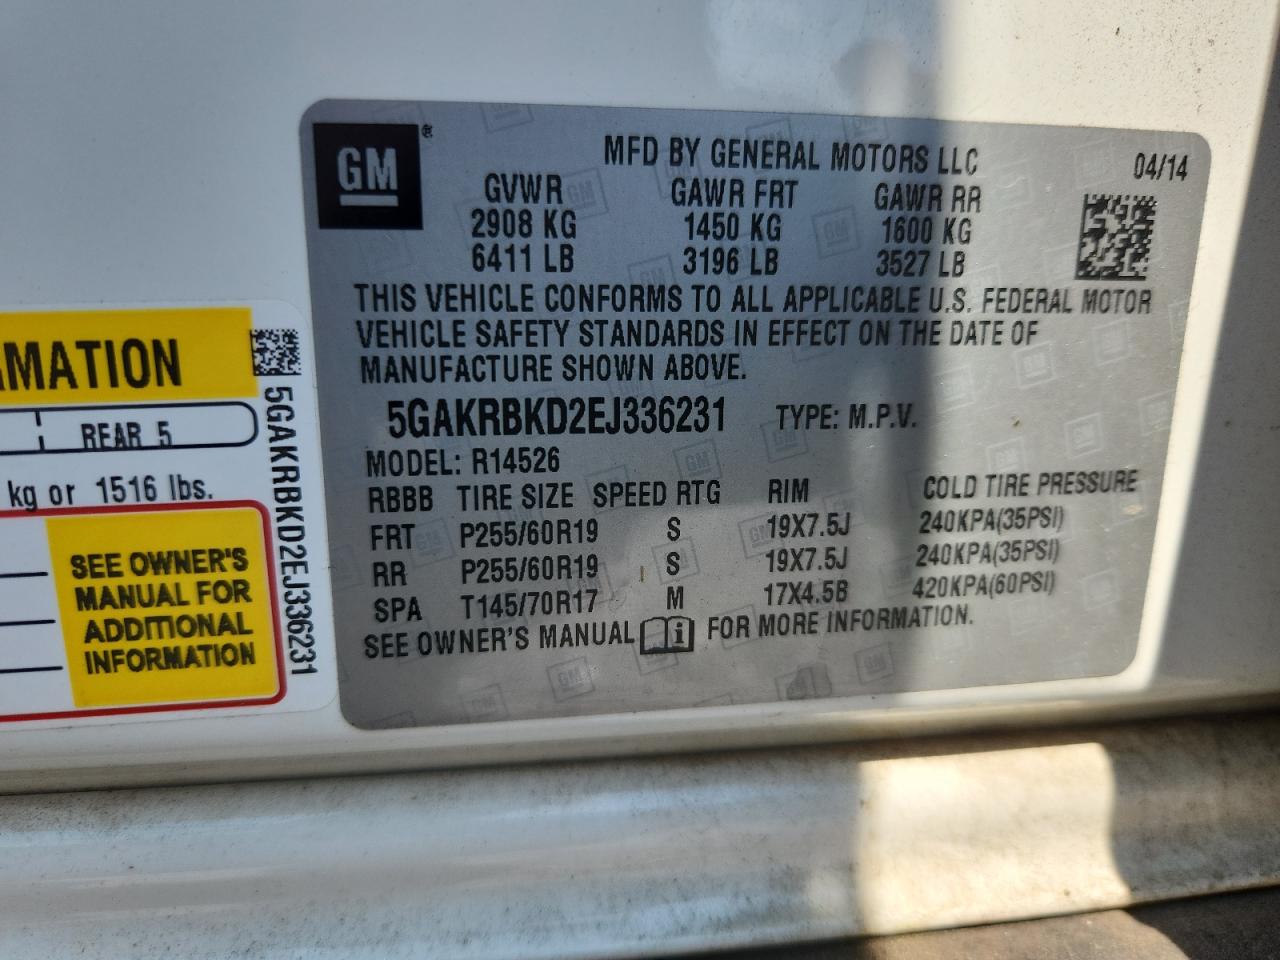 GM®
MFD BY GENERAL MOTORS LLC 04/14
GVWR GAWR FRT GAWR RR
2908 KG 1450 KG 1600 KG
6411 LB 3196 LB 3527 LB
THIS VEHICLE CONFORMS TO ALL APPLICABLE U.S. FEDERAL MOTOR
VEHICLE SAFETY STANDARDS IN EFFECT ON THE DATE OF
MANUFACTURE SHOWN ABOVE.
5GAKRBKD2EJ336231 TYPE: M.P.V.
MODEL: R14526
RBBB TIRE SIZE SPEED RTG RIM COLD TIRE PRESSURE
FRT P255/60R19 S 19X7.5J 240KPA(35PSI)
RR P255/60R19 S 19X7.5J 240KPA(35PSI)
SPA T145/70R17 M 17X4.5B 420KPA(60PSI)
SEE OWNER'S MANUAL i FOR MORE INFORMATION.
MATION
REAR 5
kg or 1516 lbs.
SEE OWNER'S
MANUAL FOR
ADDITIONAL
INFORMATION
5GAKRBKD2EJ336231